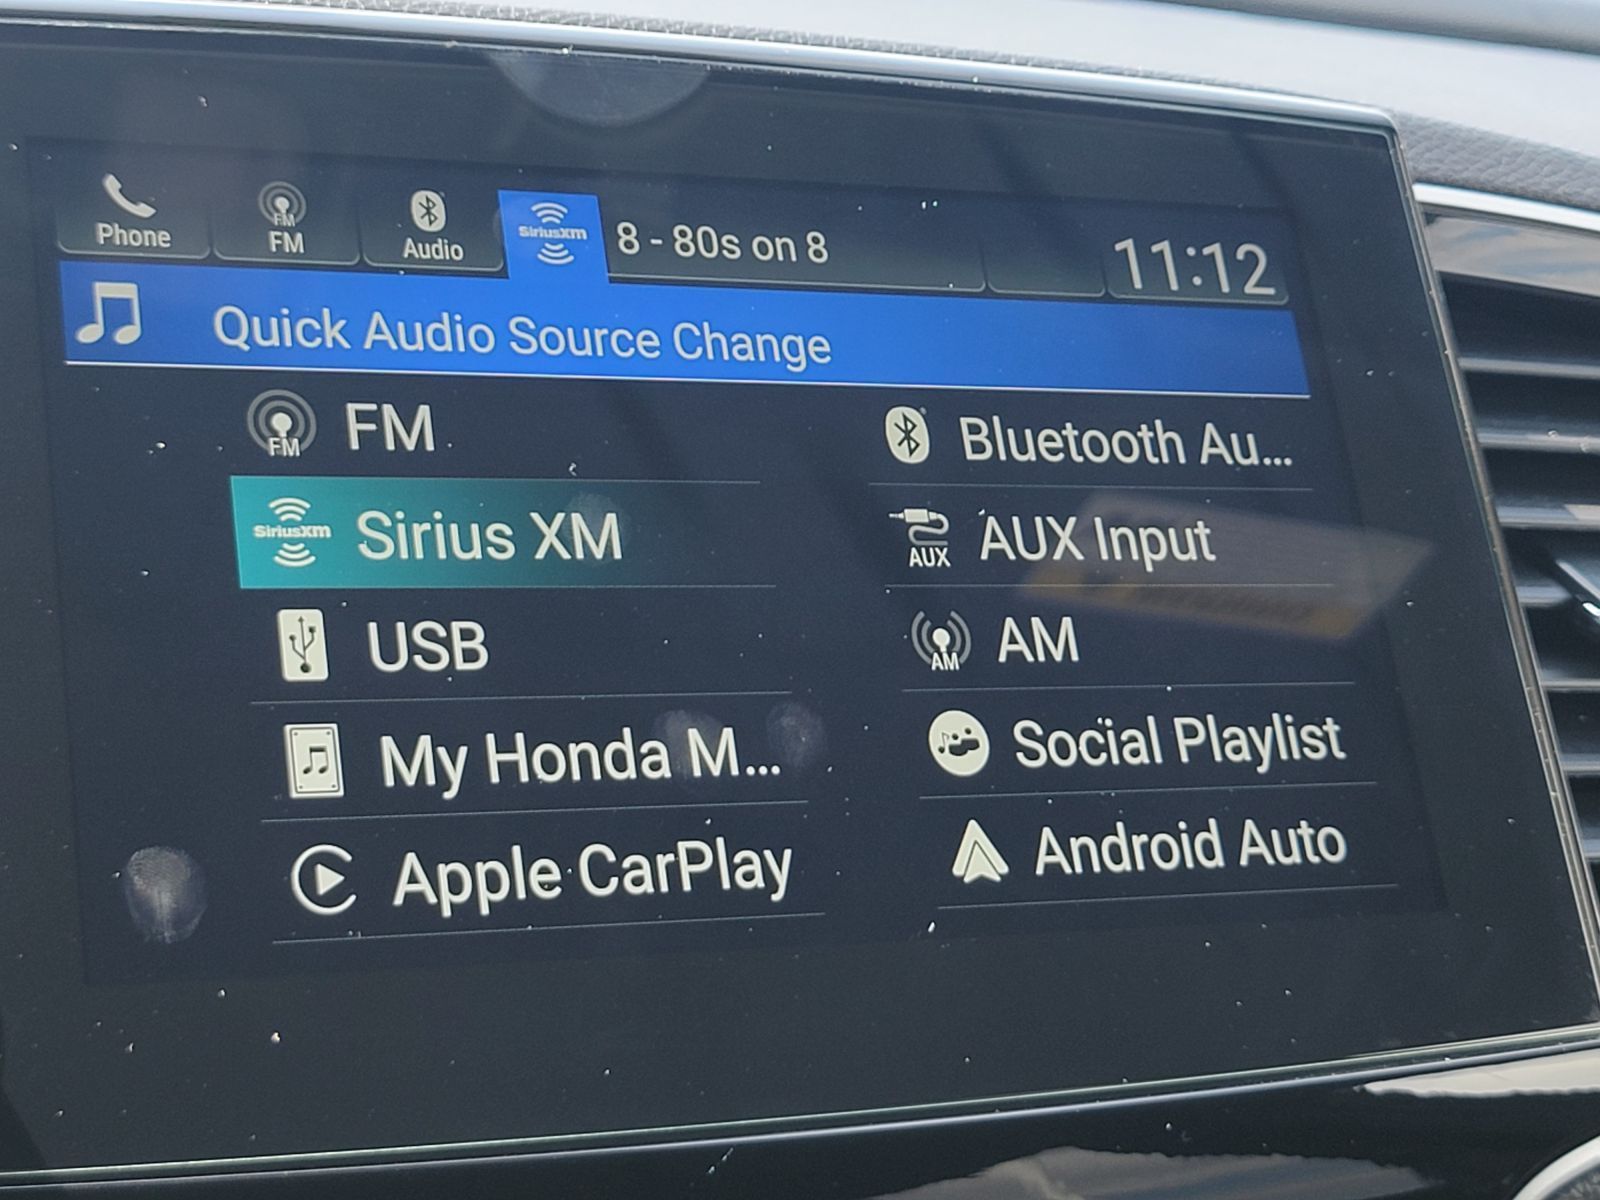 Phone
FM
FM
Audio
SiriusXM
8 - 80s on 8
11:12
Quick Audio Source Change
FM
FM
Bluetooth Au...
SiriusXM
Sirius XM
AUX
AUX Input
USB
AM
AM
My Honda M...
Social Playlist
Apple CarPlay
Android Auto